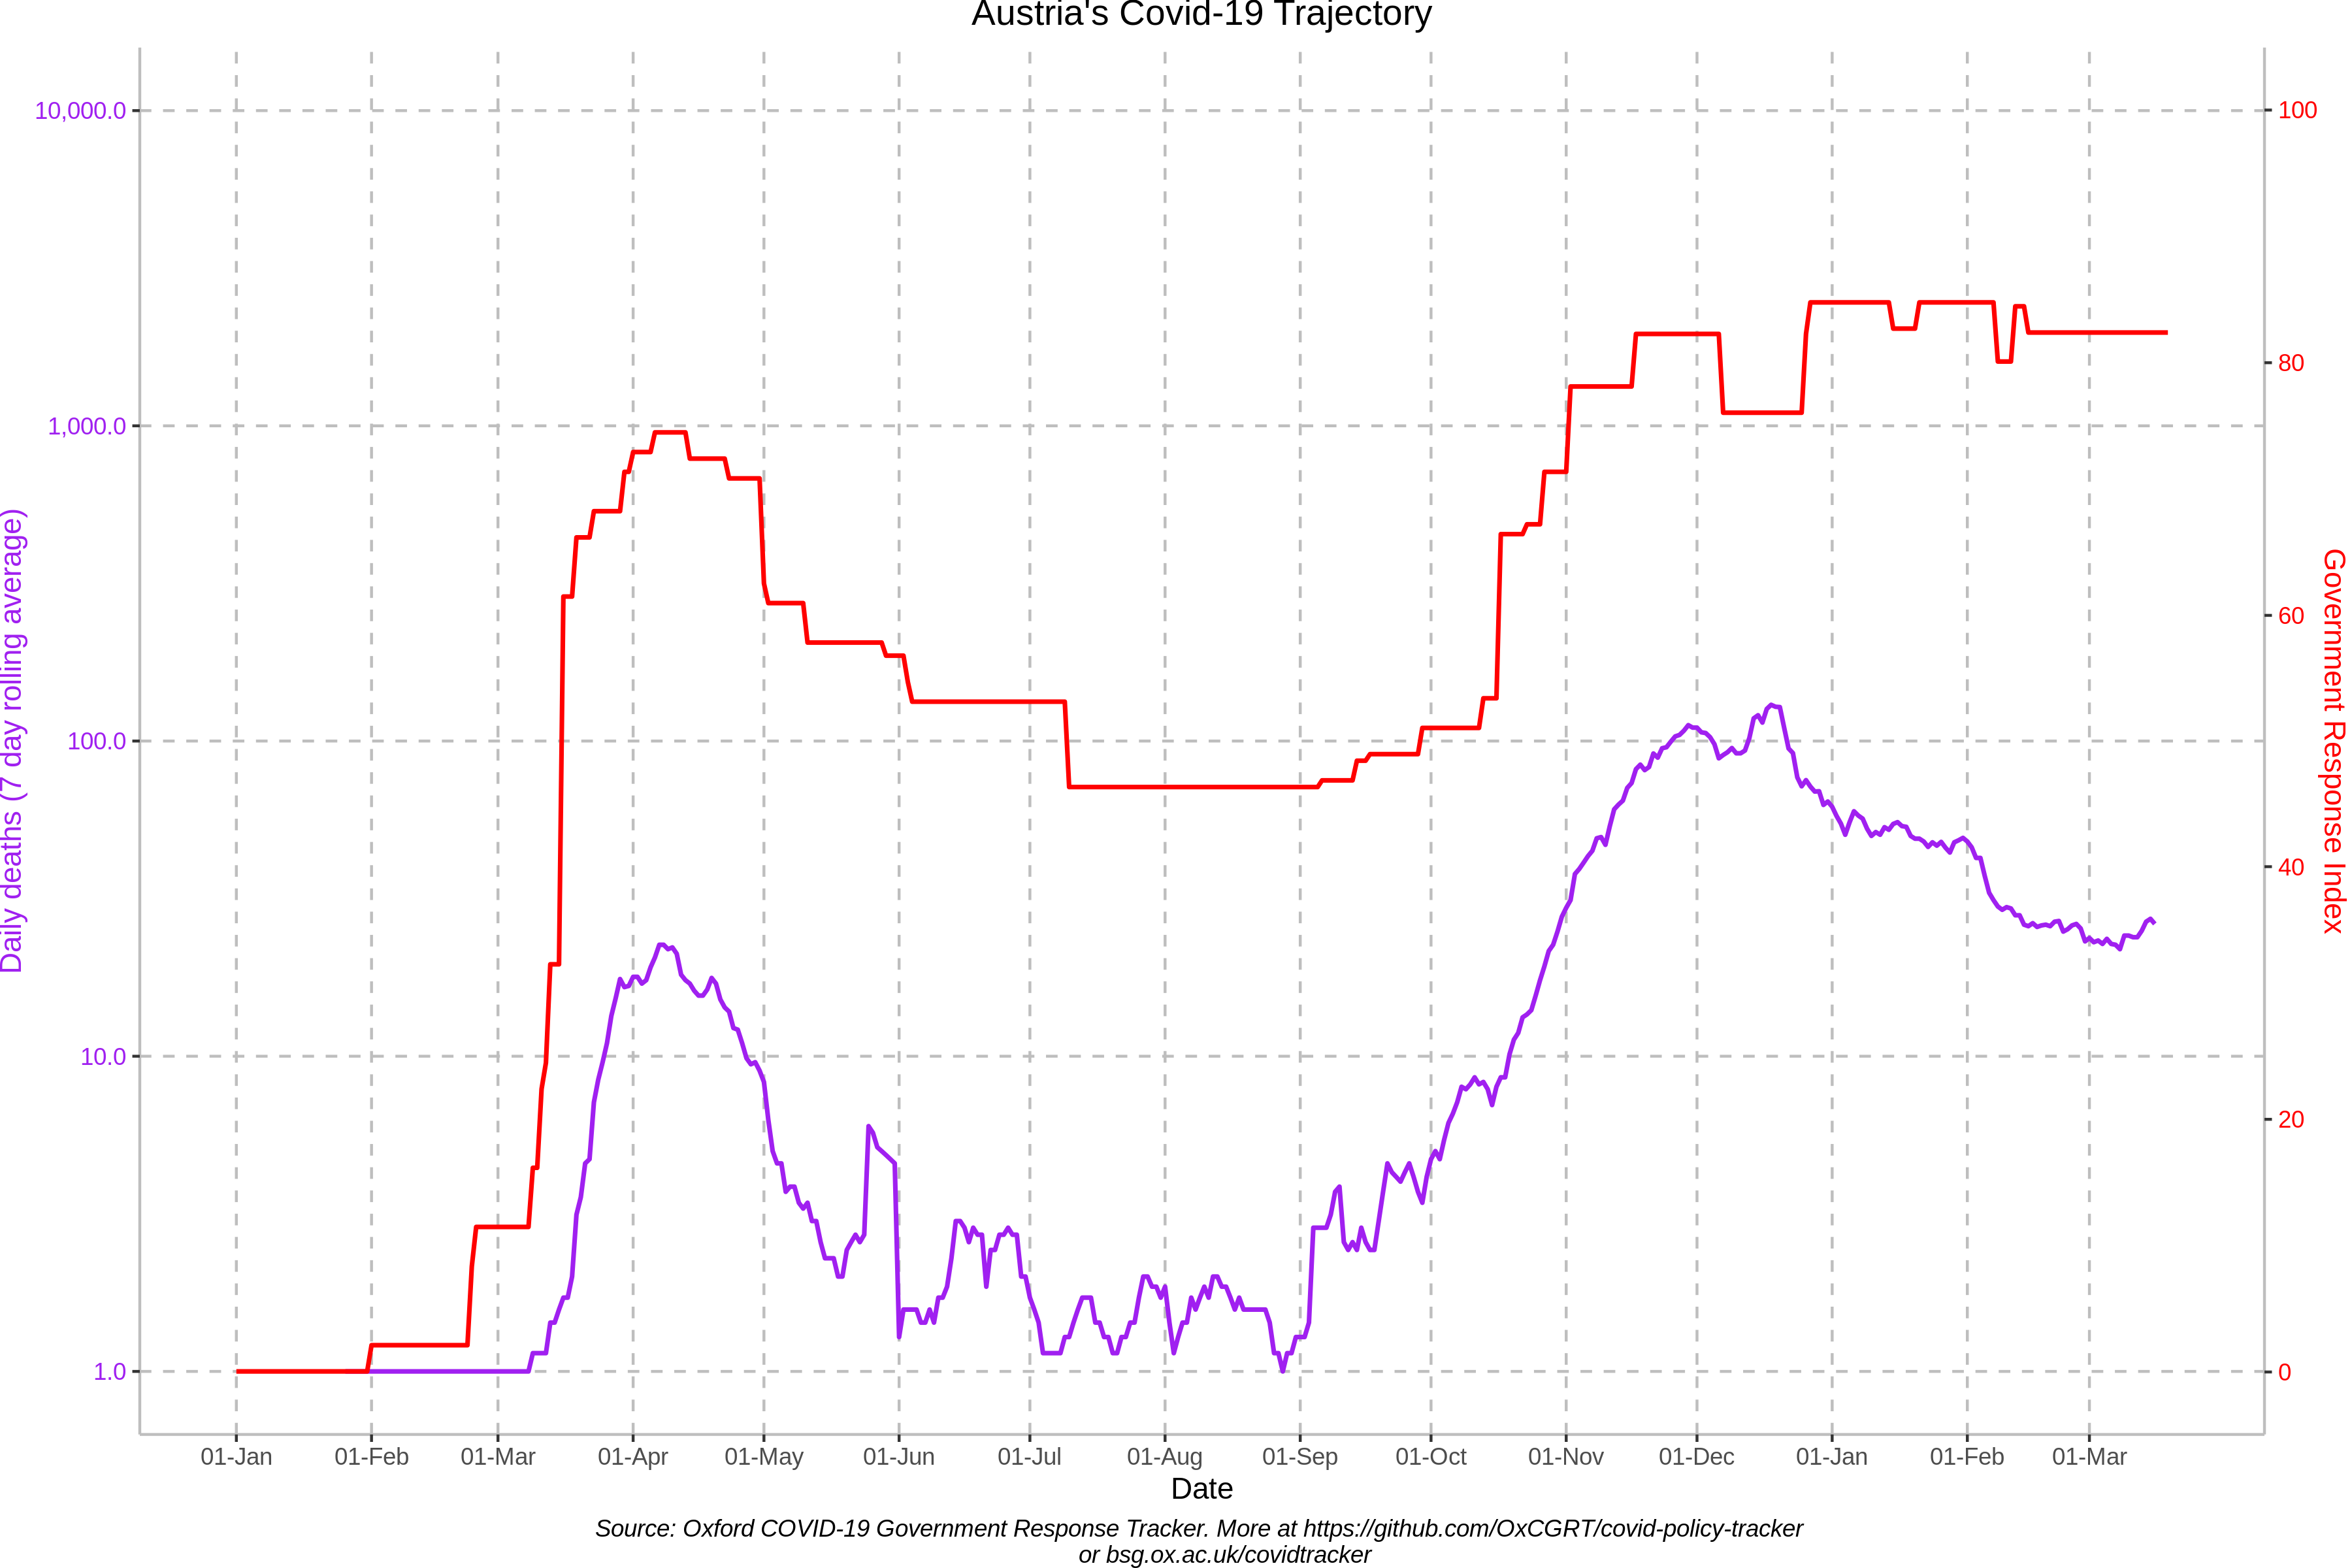 Austria's Covid-19 Trajectory
10,000.0
1,000.0
100.0
10.0
1.0
Daily deaths (7 day rolling average)
100
80
60
40
20
0
Government Response Index
01-Jan 01-Feb 01-Mar 01-Apr 01-May 01-Jun 01-Jul 01-Aug 01-Sep 01-Oct 01-Nov 01-Dec 01-Jan 01-Feb 01-Mar
Date
Source: Oxford COVID-19 Government Response Tracker. More at https://github.com/OxCGRT/covid-policy-tracker
or bsg.ox.ac.uk/covidtracker